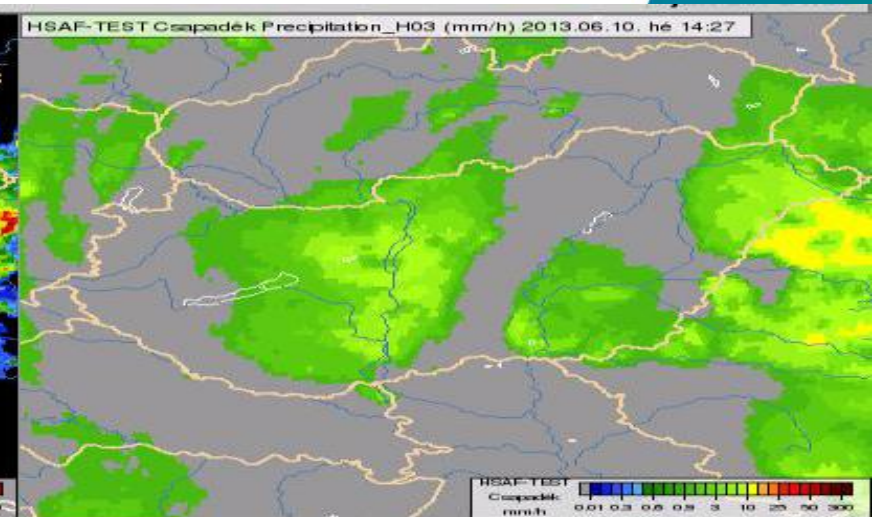 HSAF-TEST Csapadék Precipitation_H03 (mm/h) 2013.06.10. hé 14:27
HSAF-TEST
Csapadék
mm/h
0.01 0.3 0.6 0.9 3 10 25 50 300